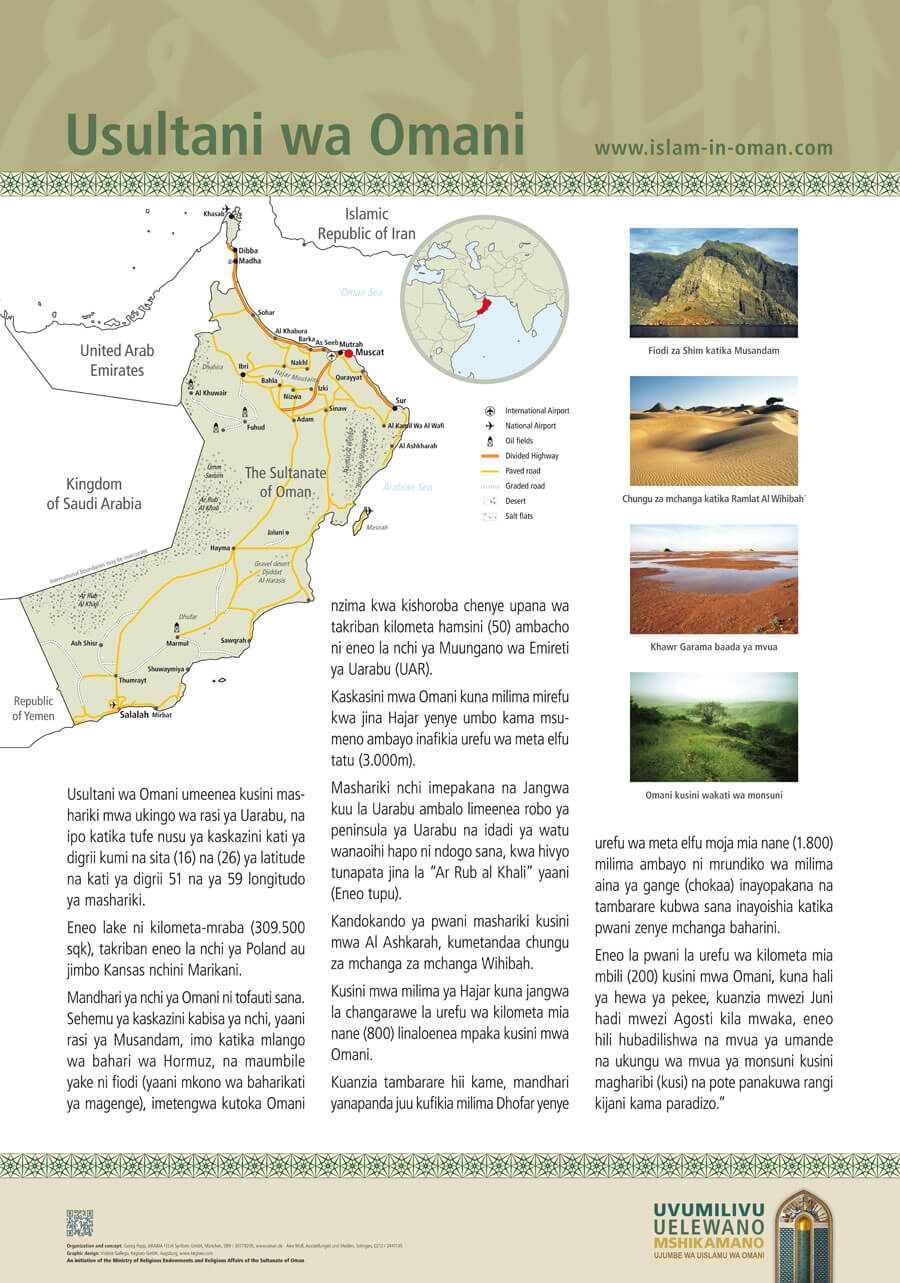 Usultani wa Omani
www.islam-in-oman.com
Khasab
Islamic
Republic of Iran
Dibba
Madha
Oman Sea
Sohar
Al Khabura
Barka
As Seeb
Mutrah
Muscat
United Arab
Emirates
Dhahira
Ibri
Nakhl
Hajar Moutains
Bahla
Izki
Nizwa
Qurayyat
Al Khuwair
Sur
Sinaw
Adam
Fuhud
Al Kamil Wa Al Wafi
Al Ashkharah
Umm
Samim
The Sultanate
of Oman
Ar Rub
Al Khali
Arabian Sea
Kingdom
of Saudi Arabia
Masirah
Jaluni
Hayma
International boundaries may be inaccurate
Gravel desert
Djiddat
Al-Harasis
Ar Rub
Al Khali
Dhufar
Ash Shisr
Marmul
Sawqrah
Shuwaymiya
Thumrayt
Republic
of Yemen
Salalah
Mirbat
International Airport
National Airport
Oil fields
Divided Highway
Paved road
Graded road
Desert
Salt flats
Fiodi za Shim katika Musandam
Chungu za mchanga katika Ramlat Al Wihibah´
Khawr Garama baada ya mvua
Omani kusini wakati wa monsuni
Usultani wa Omani umeenea kusini mas-
hariki mwa ukingo wa rasi ya Uarabu, na
ipo katika tufe nusu ya kaskazini kati ya
digrii kumi na sita (16) na (26) ya latitude
na kati ya digrii 51 na ya 59 longitudo
ya mashariki.
Eneo lake ni kilometa-mraba (309.500
sqk), takriban eneo la nchi ya Poland au
jimbo Kansas nchini Marikani.
Mandhari ya nchi ya Omani ni tofauti sana.
Sehemu ya kaskazini kabisa ya nchi, yaani
rasi ya Musandam, imo katika mlango
wa bahari wa Hormuz, na maumbile
yake ni fiodi (yaani mkono wa baharikati
ya magenge), imetengwa kutoka Omani
nzima kwa kishoroba chenye upana wa
takriban kilometa hamsini (50) ambacho
ni eneo la nchi ya Muungano wa Emireti
ya Uarabu (UAR).
Kaskasini mwa Omani kuna milima mirefu
kwa jina Hajar yenye umbo kama msu-
meno ambayo inafikia urefu wa meta elfu
tatu (3.000m).
Mashariki nchi imepakana na Jangwa
kuu la Uarabu ambalo limeenea robo ya
peninsula ya Uarabu na idadi ya watu
wanaoihi hapo ni ndogo sana, kwa hivyo
tunapata jina la “Ar Rub al Khali” yaani
(Eneo tupu).
Kandokando ya pwani mashariki kusini
mwa Al Ashkarah, kumetandaa chungu
za mchanga za mchanga Wihibah.
Kusini mwa milima ya Hajar kuna jangwa
la changarawe la urefu wa kilometa mia
nane (800) linaloenea mpaka kusini mwa
Omani.
Kuanzia tambarare hii kame, mandhari
yanapanda juu kufikia milima Dhofar yenye
urefu wa meta elfu moja mia nane (1.800)
milima ambayo ni mrundiko wa milima
aina ya gange (chokaa) inayopakana na
tambarare kubwa sana inayoishia katika
pwani zenye mchanga baharini.
Eneo la pwani la urefu wa kilometa mia
mbili (200) kusini mwa Omani, kuna hali
ya hewa ya pekee, kuanzia mwezi Juni
hadi mwezi Agosti kila mwaka, eneo
hili hubadilishwa na mvua ya umande
na ukungu wa mvua ya monsuni kusini
magharibi (kusi) na pote panakuwa rangi
kijani kama paradizo.”
An initiative of the Ministry of Religious Endowments and Religious Affairs of the Sultanate of Oman
UVUMILIVU
UELEWANO
MSHIKAMANO
UJUMBE WA UISLAMU WA OMANI